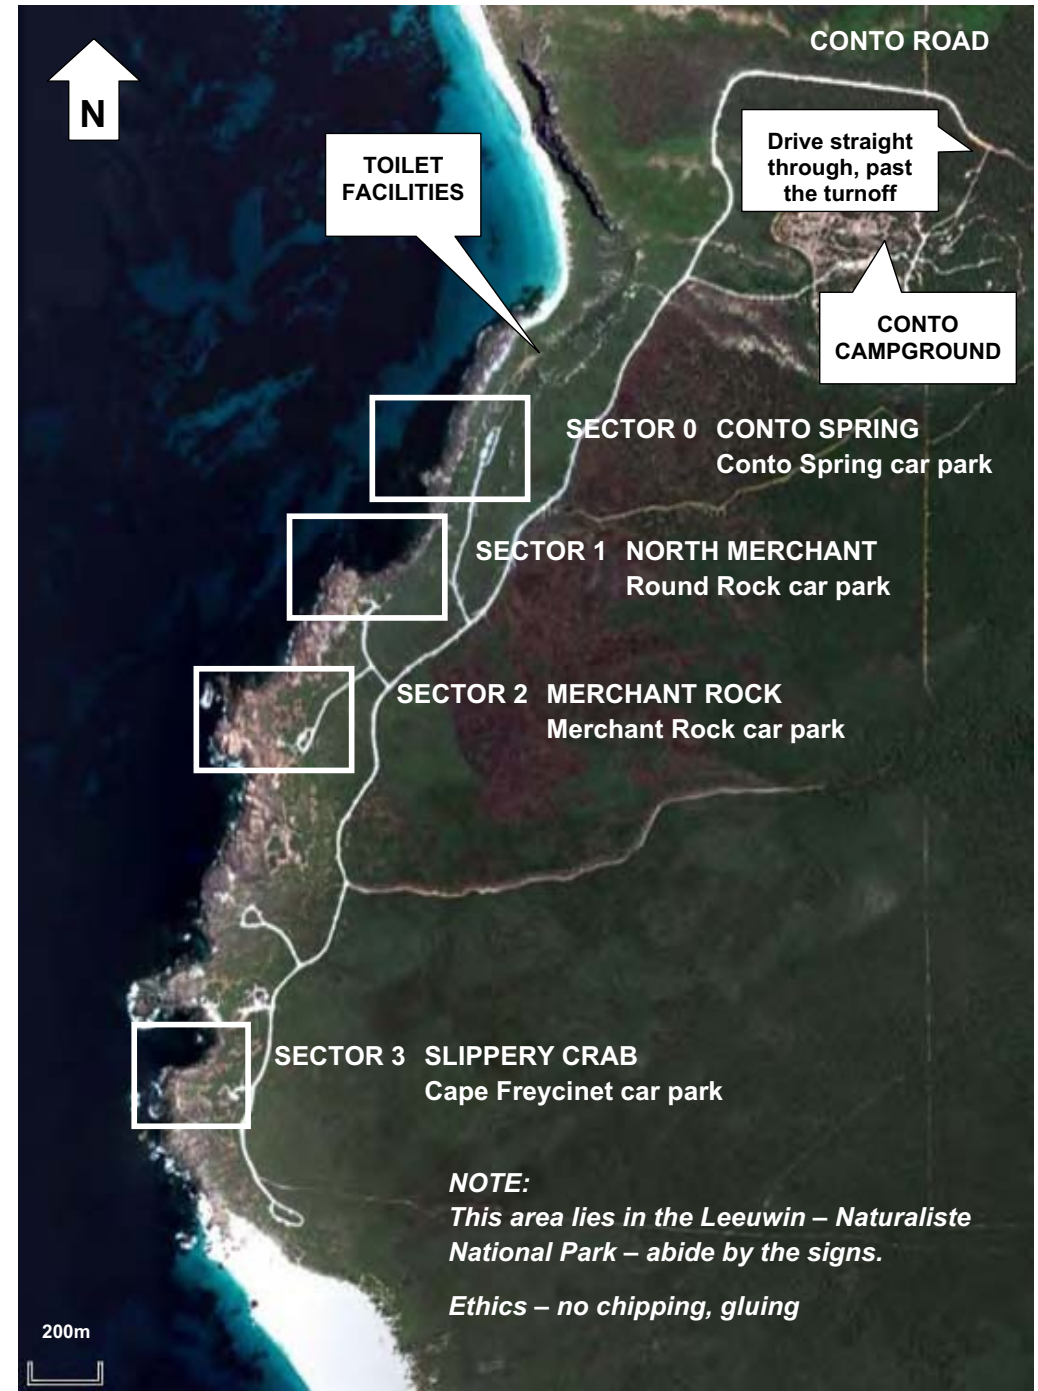 CONTO ROAD
N
Drive straight
through, past
the turnoff
TOILET
FACILITIES
CONTO
CAMPGROUND
SECTOR 0 CONTO SPRING
Conto Spring car park
SECTOR 1 NORTH MERCHANT
Round Rock car park
SECTOR 2 MERCHANT ROCK
Merchant Rock car park
SECTOR 3 SLIPPERY CRAB
Cape Freycinet car park
NOTE:
This area lies in the Leeuwin – Naturaliste
National Park – abide by the signs.
Ethics – no chipping, gluing
200m